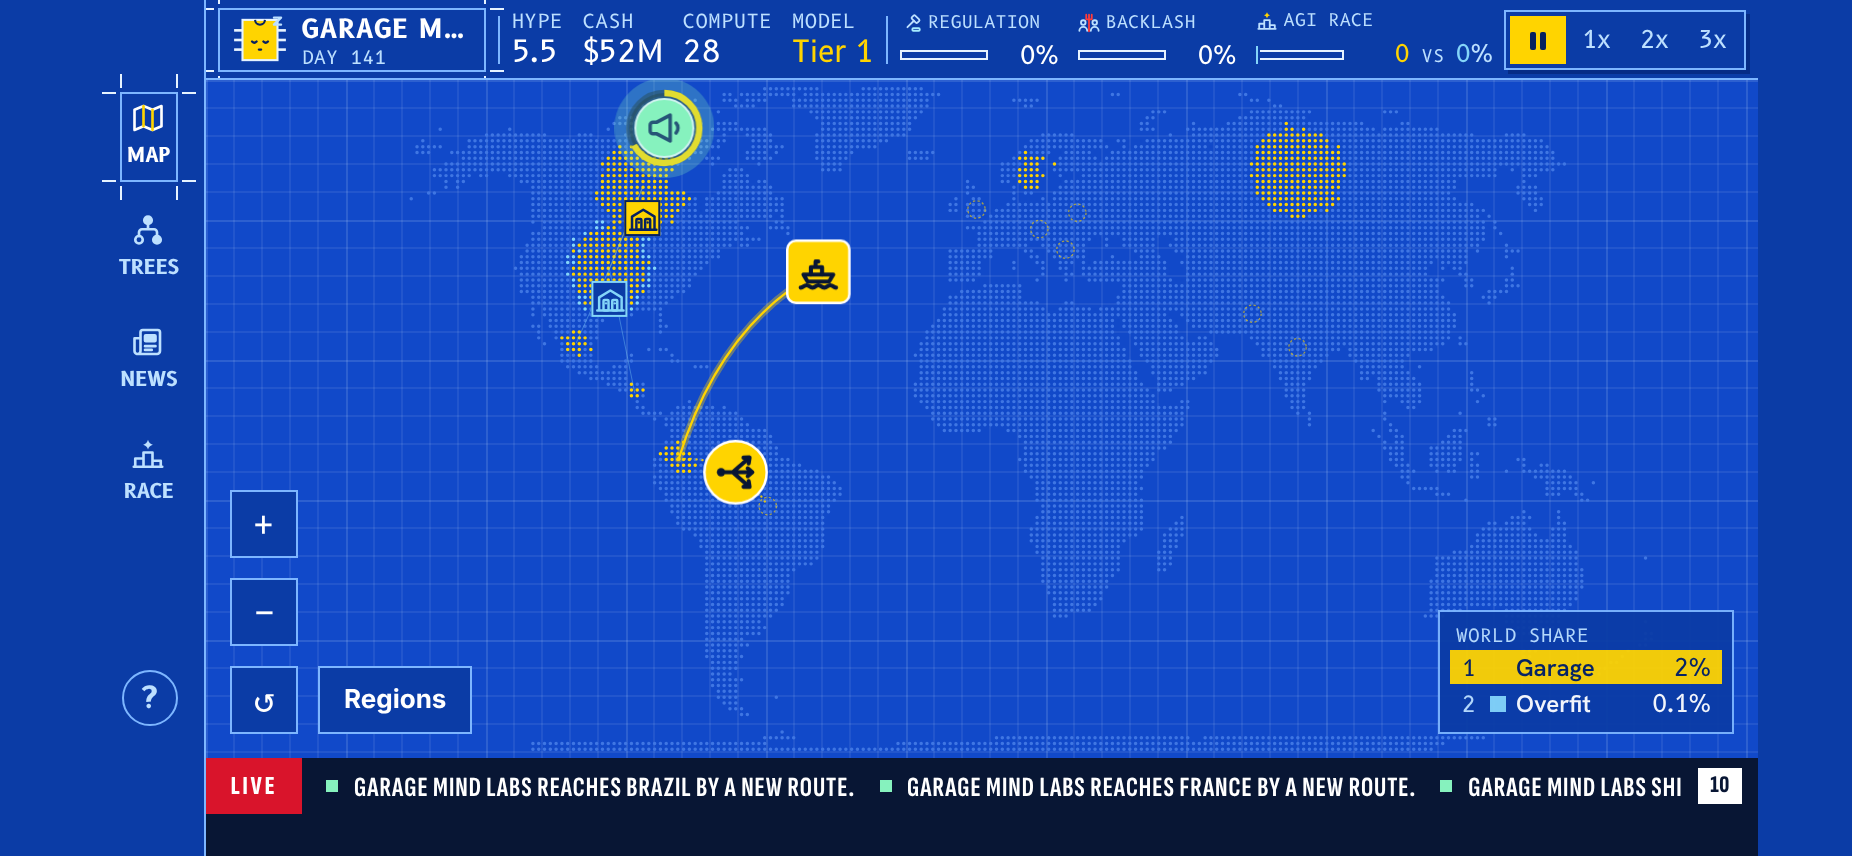 GARAGE M...
DAY 141
HYPE
5.5
CASH
$52M
COMPUTE
28
MODEL
Tier 1
REGULATION
0%
BACKLASH
0%
AGI RACE
0 VS 0%
1x
2x
3x
MAP
TREES
NEWS
RACE
?
+
−
↺
Regions
WORLD SHARE
1 Garage 2%
2 Overfit 0.1%
LIVE
GARAGE MIND LABS REACHES BRAZIL BY A NEW ROUTE.
GARAGE MIND LABS REACHES FRANCE BY A NEW ROUTE.
GARAGE MIND LABS SHI
10